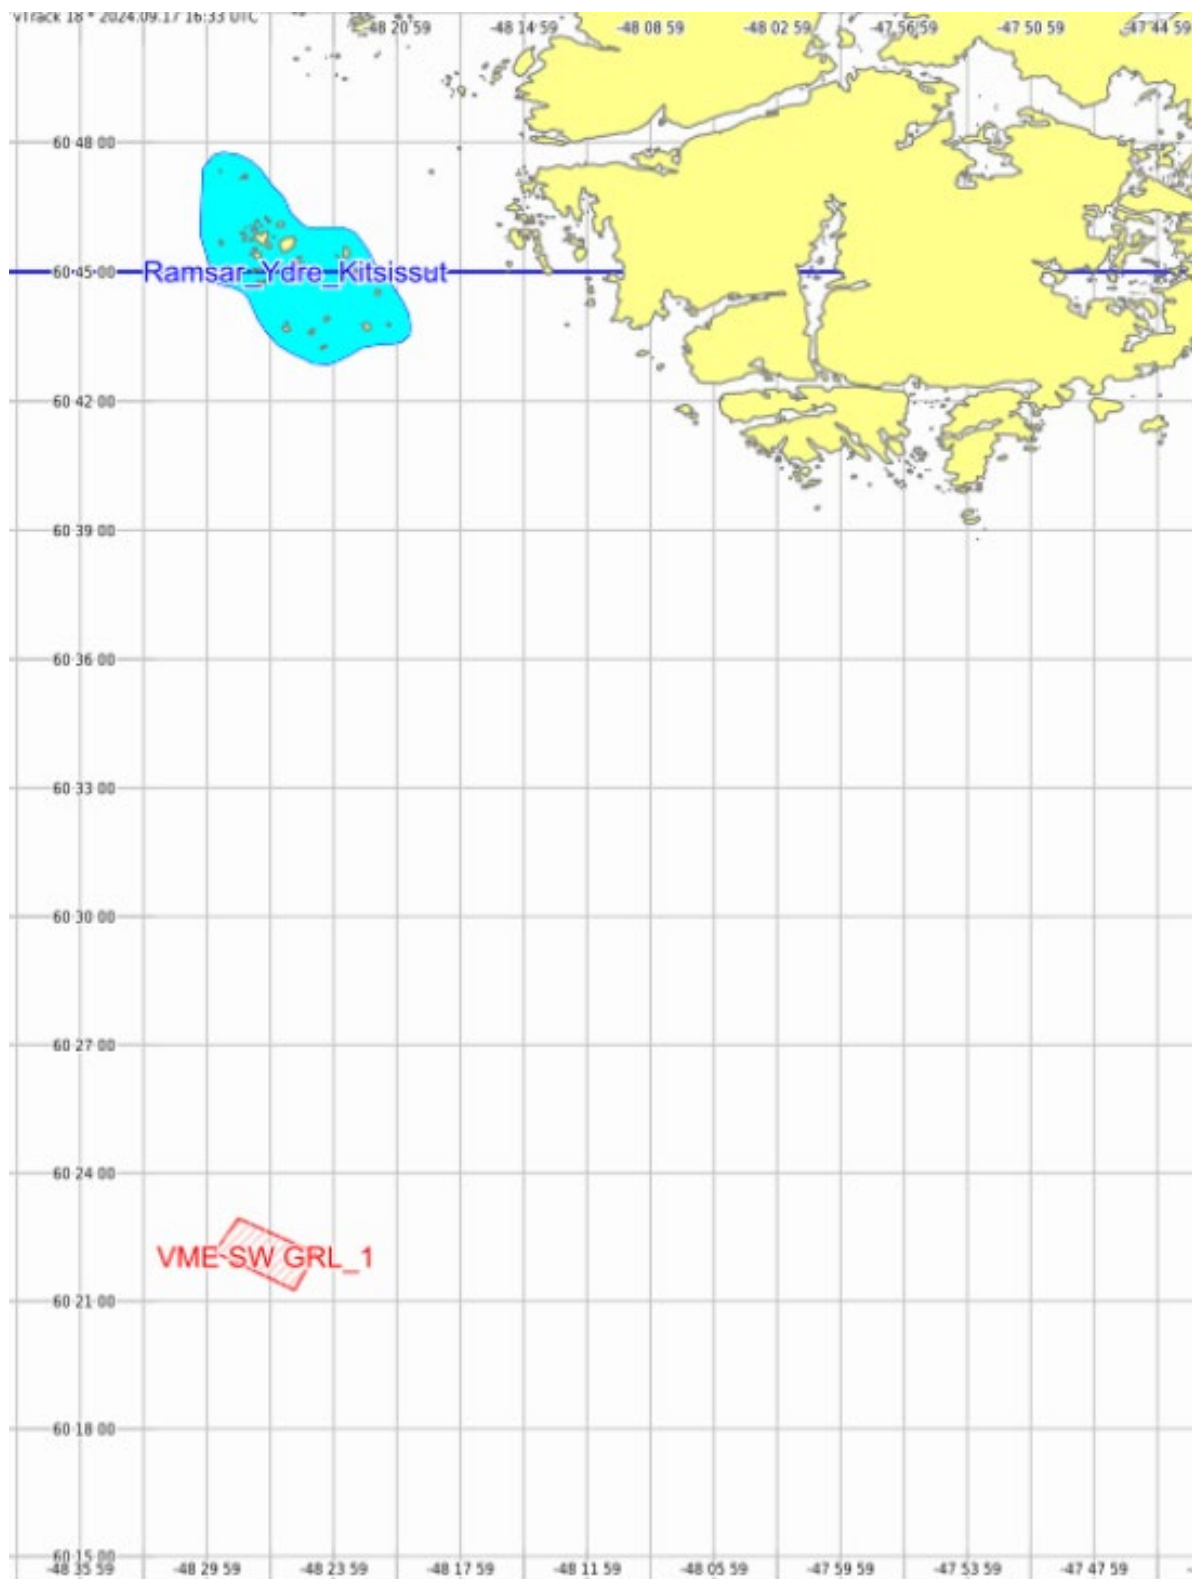 vTrack 18 * 2024.09.17 16:33 UTC
-48 20 59
-48 14 59
-48 08 59
-48 02 59
-47 56 59
-47 50 59
-47 44 59
60 48 00
60 45 00
Ramsar_Ydre_Kitsissut
60 42 00
60 39 00
60 36 00
60 33 00
60 30 00
60 27 00
60 24 00
VME-SW GRL_1
60 21 00
60 18 00
60 15 00
-48 35 59
-48 29 59
-48 23 59
-48 17 59
-48 11 59
-48 05 59
-47 59 59
-47 53 59
-47 47 59